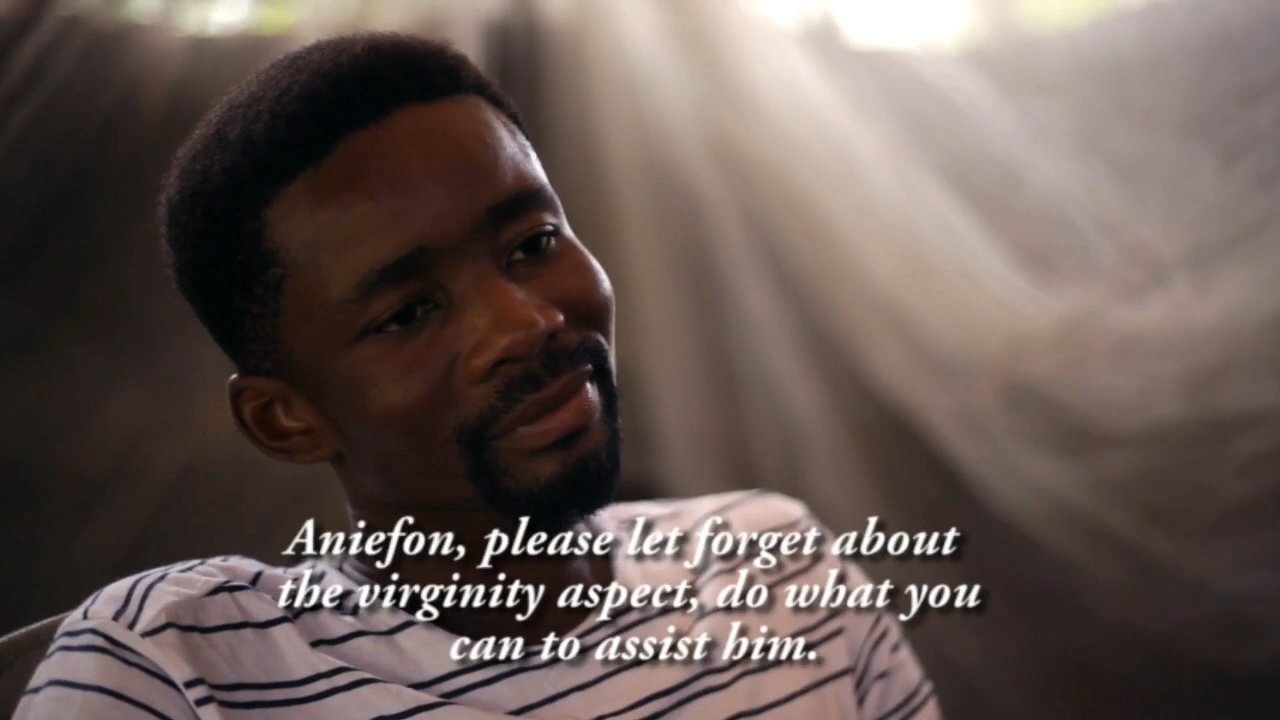 Aniefon, please let forget about
the virginity aspect, do what you
can to assist him.